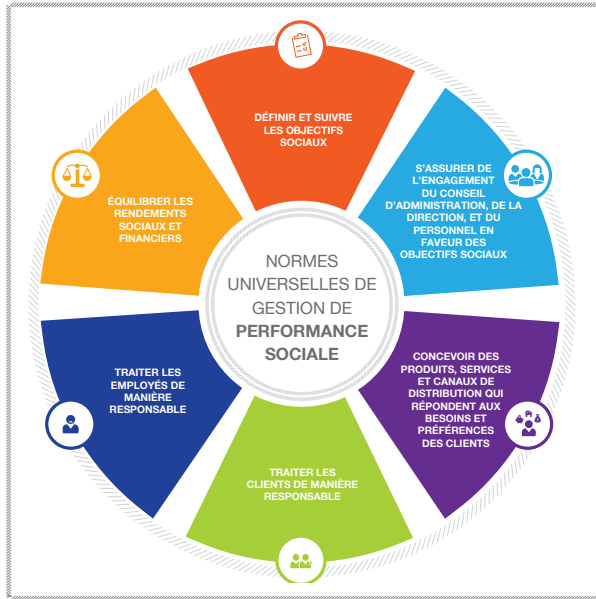 DÉFINIR ET SUIVRE
LES OBJECTIFS
SOCIAUX
S'ASSURER DE
L'ENGAGEMENT
DU CONSEIL
D'ADMINISTRATION, DE LA
DIRECTION, ET DU
PERSONNEL EN
FAVEUR DES
OBJECTIFS SOCIAUX
CONCEVOIR DES
PRODUITS, SERVICES
ET CANAUX DE
DISTRIBUTION QUI
RÉPONDENT AUX
BESOINS ET
PRÉFÉRENCES
DES CLIENTS
TRAITER LES
CLIENTS DE MANIÈRE
RESPONSABLE
TRAITER LES
EMPLOYÉS DE
MANIÈRE
RESPONSABLE
ÉQUILIBRER LES
RENDEMENTS
SOCIAUX ET
FINANCIERS
NORMES
UNIVERSELLES DE
GESTION DE
PERFORMANCE
SOCIALE